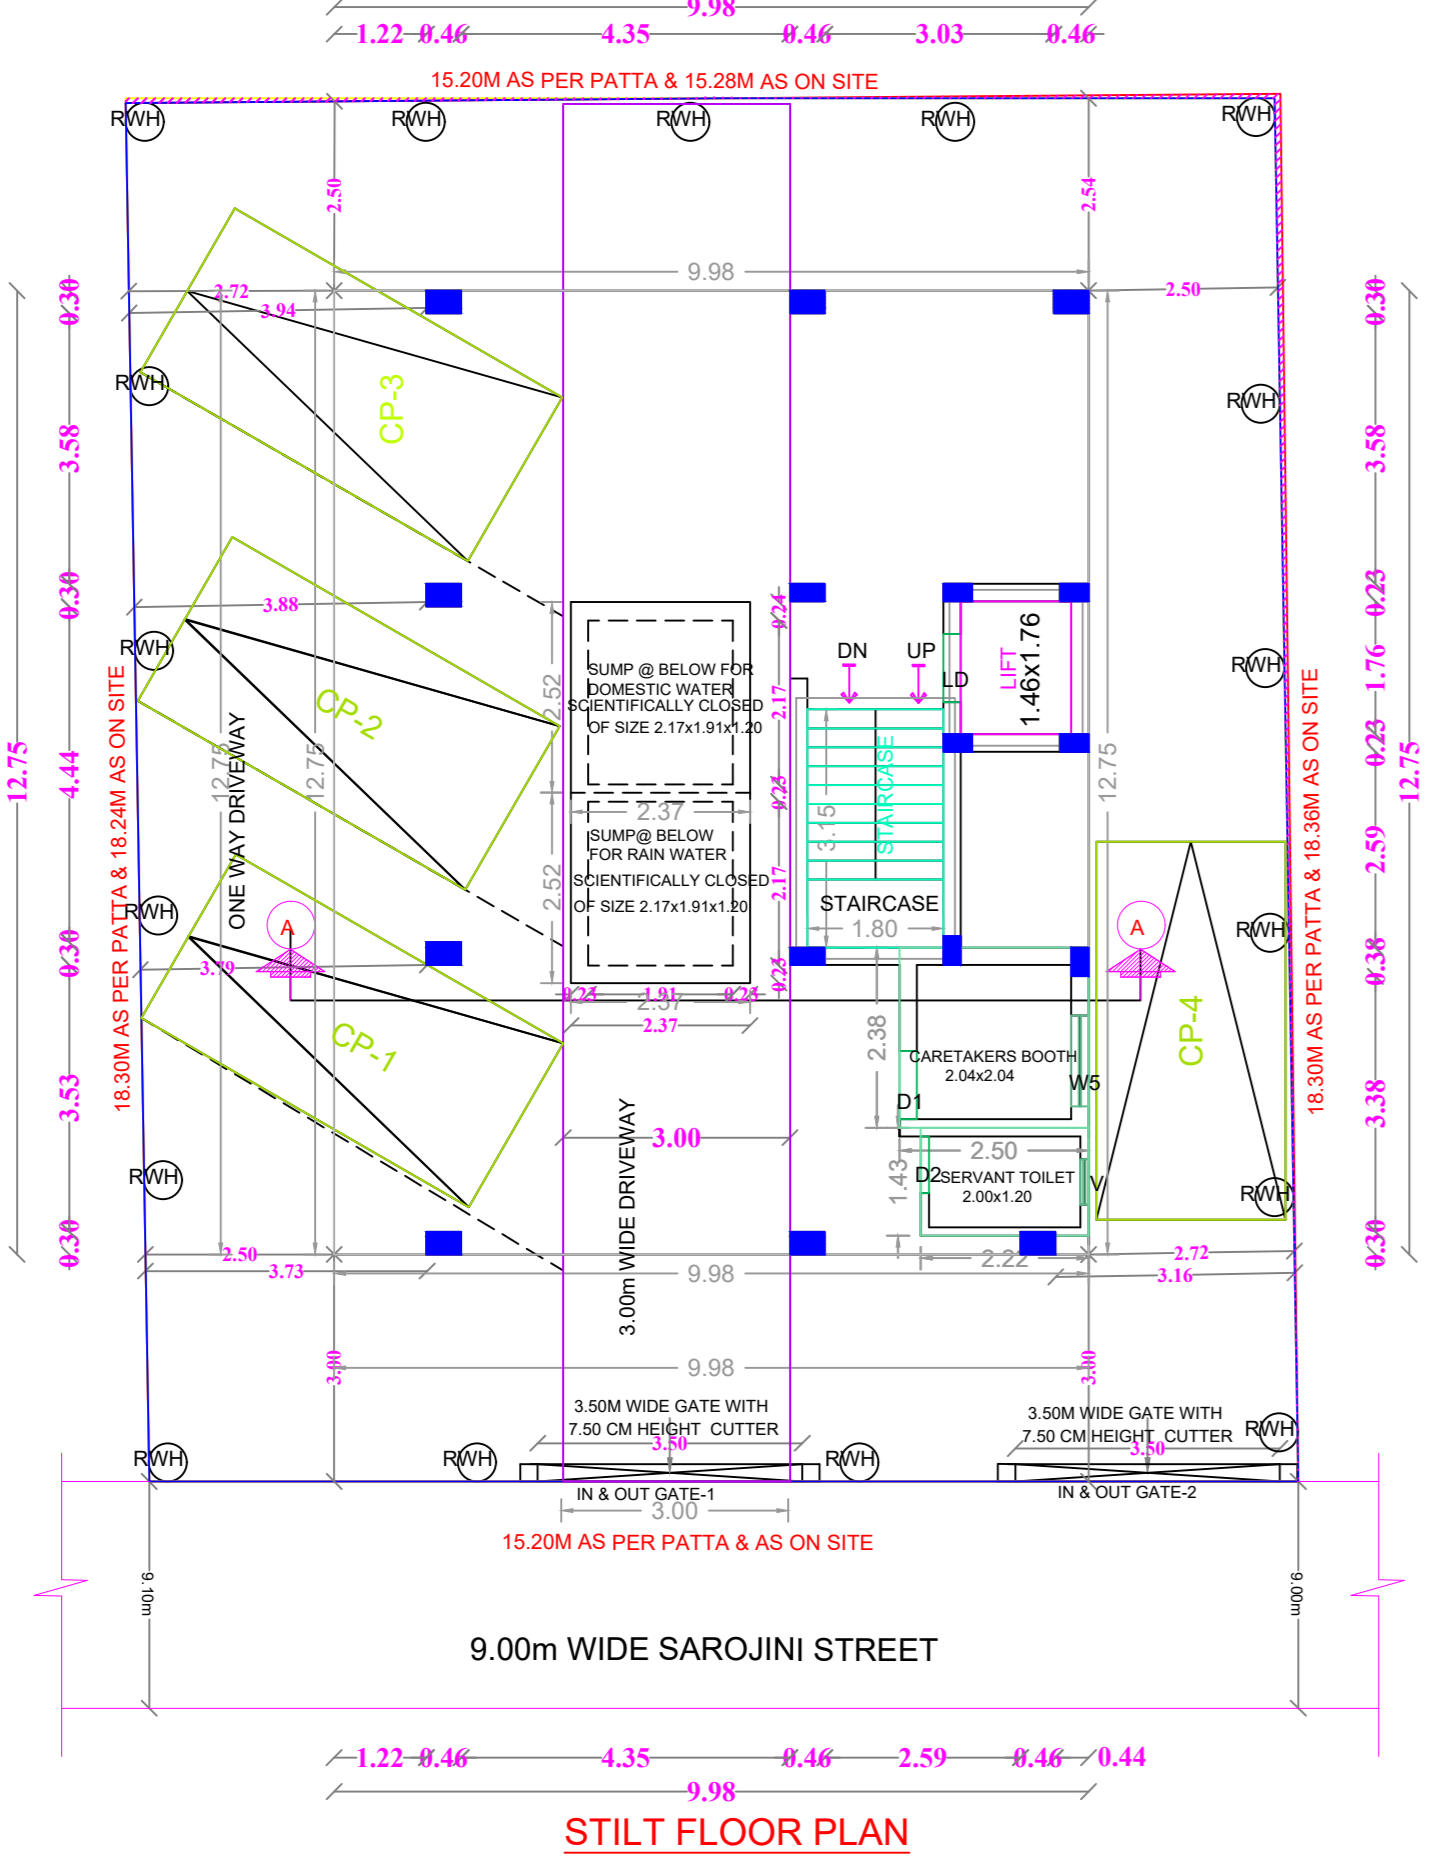 9.98
1.22 0.46 4.35 0.46 3.03 0.46
15.20M AS PER PATTA & 15.28M AS ON SITE
RWH RWH RWH RWH RWH
2.50
2.54
9.98
2.72
2.50
3.94
0.30
0.30
CP-3
RWH
RWH
3.58
3.58
0.30
3.88
0.24
0.23
RWH
RWH
CP-2
SUMP @ BELOW FOR
DOMESTIC WATER
SCIENTIFICALLY CLOSED
OF SIZE 2.17x1.91x1.20
2.52
2.17
DN
UP
LD
LIFT
1.46x1.76
1.76
0.23
12.75
4.44
18.30M AS PER PATTA & 18.24M AS ON SITE
ONE WAY DRIVEWAY
12.75
12.75
0.23
2.37
SUMP@ BELOW
FOR RAIN WATER
SCIENTIFICALLY CLOSED
OF SIZE 2.17x1.91x1.20
2.52
2.17
3.15
STAIRCASE
STAIRCASE
1.80
12.75
18.30M AS PER PATTA & 18.36M AS ON SITE
12.75
2.59
RWH
RWH
A
A
0.30
3.79
0.23
0.38
0.23 1.91 0.23
2.37
2.37
CP-1
CP-4
2.38
CARETAKERS BOOTH
2.04x2.04
W5
D1
3.53
3.38
3.00
3.00m WIDE DRIVEWAY
2.50
1.43
D2
SERVANT TOILET
2.00x1.20
V
RWH
RWH
0.30
2.50
3.73
9.98
2.22
2.72
3.16
0.30
3.00
9.98
3.00
3.50M WIDE GATE WITH
7.50 CM HEIGHT CUTTER
3.50
3.50M WIDE GATE WITH
7.50 CM HEIGHT CUTTER
3.50
RWH RWH RWH RWH
IN & OUT GATE-1
IN & OUT GATE-2
3.00
15.20M AS PER PATTA & AS ON SITE
9.10m
9.00m
9.00m WIDE SAROJINI STREET
1.22 0.46 4.35 0.46 2.59 0.46 0.44
9.98
STILT FLOOR PLAN